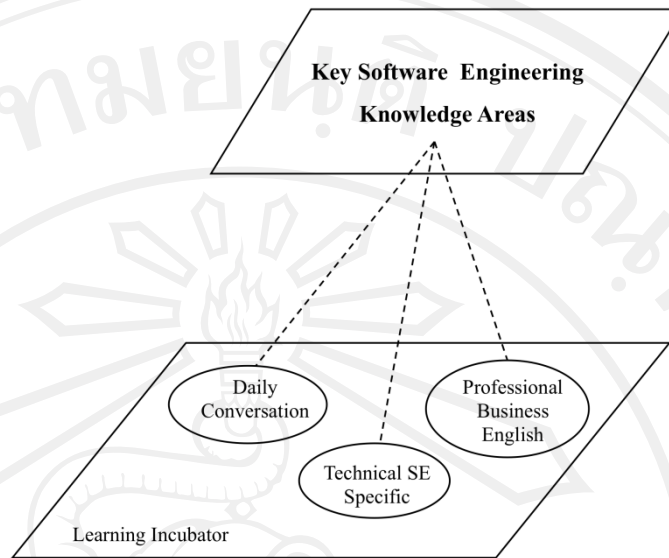 Key Software Engineering
Knowledge Areas
Daily
Conversation
Professional
Business
English
Technical SE
Specific
Learning Incubator